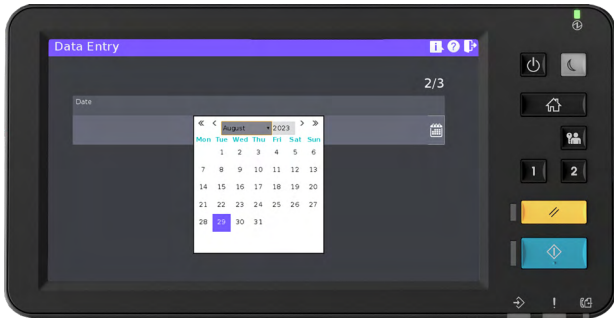 Data Entry
2/3
Date
« < August 2023 > »
Mon Tue Wed Thu Fri Sat Sun
1 2 3 4 5 6
7 8 9 10 11 12 13
14 15 16 17 18 19 20
21 22 23 24 25 26 27
28 29 30 31
1 2